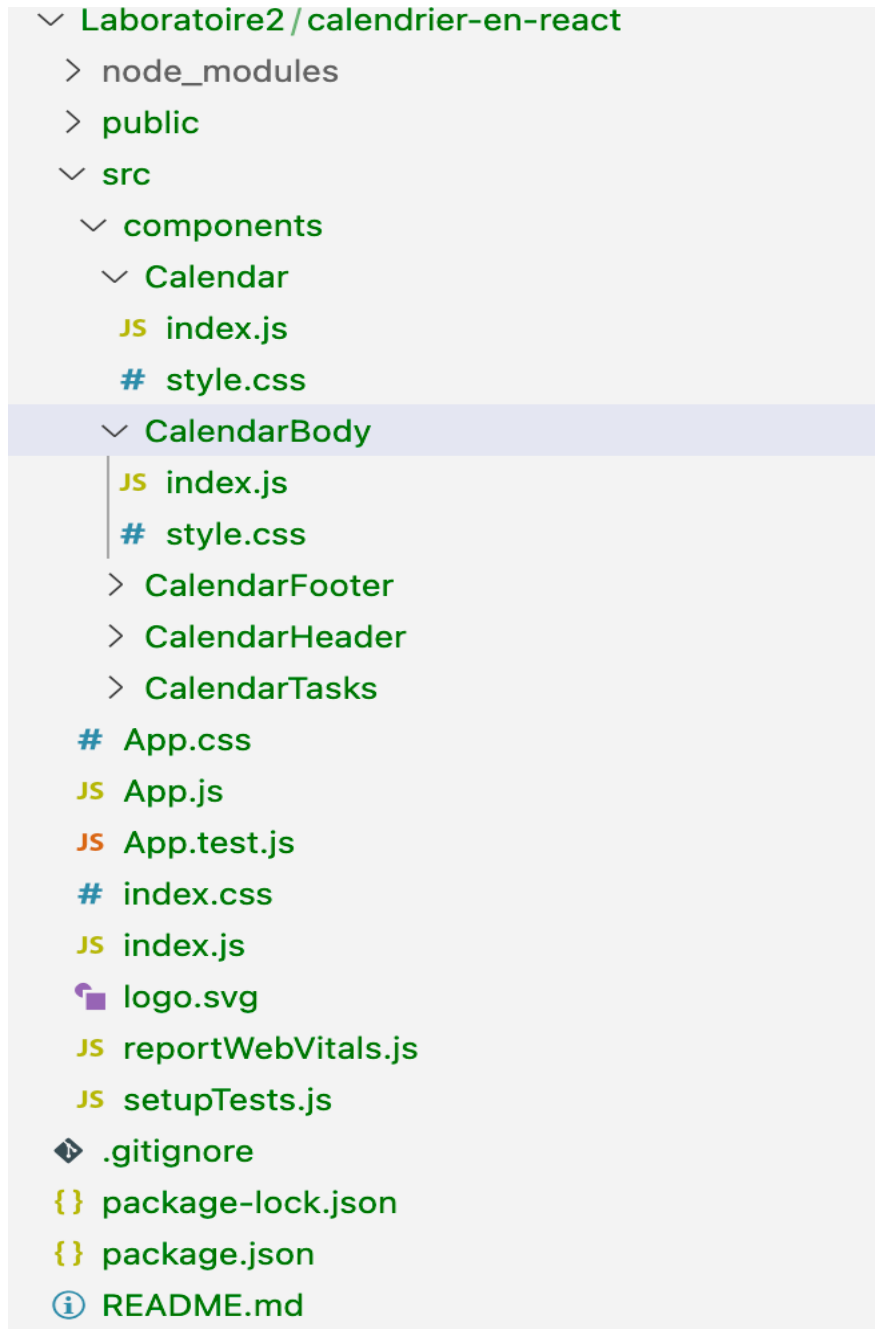 Laboratoire2/calendrier-en-react
node_modules
public
src
components
Calendar
JS index.js
# style.css
CalendarBody
JS index.js
# style.css
CalendarFooter
CalendarHeader
CalendarTasks
# App.css
JS App.js
JS App.test.js
# index.css
JS index.js
logo.svg
JS reportWebVitals.js
JS setupTests.js
.gitignore
{} package-lock.json
{} package.json
README.md